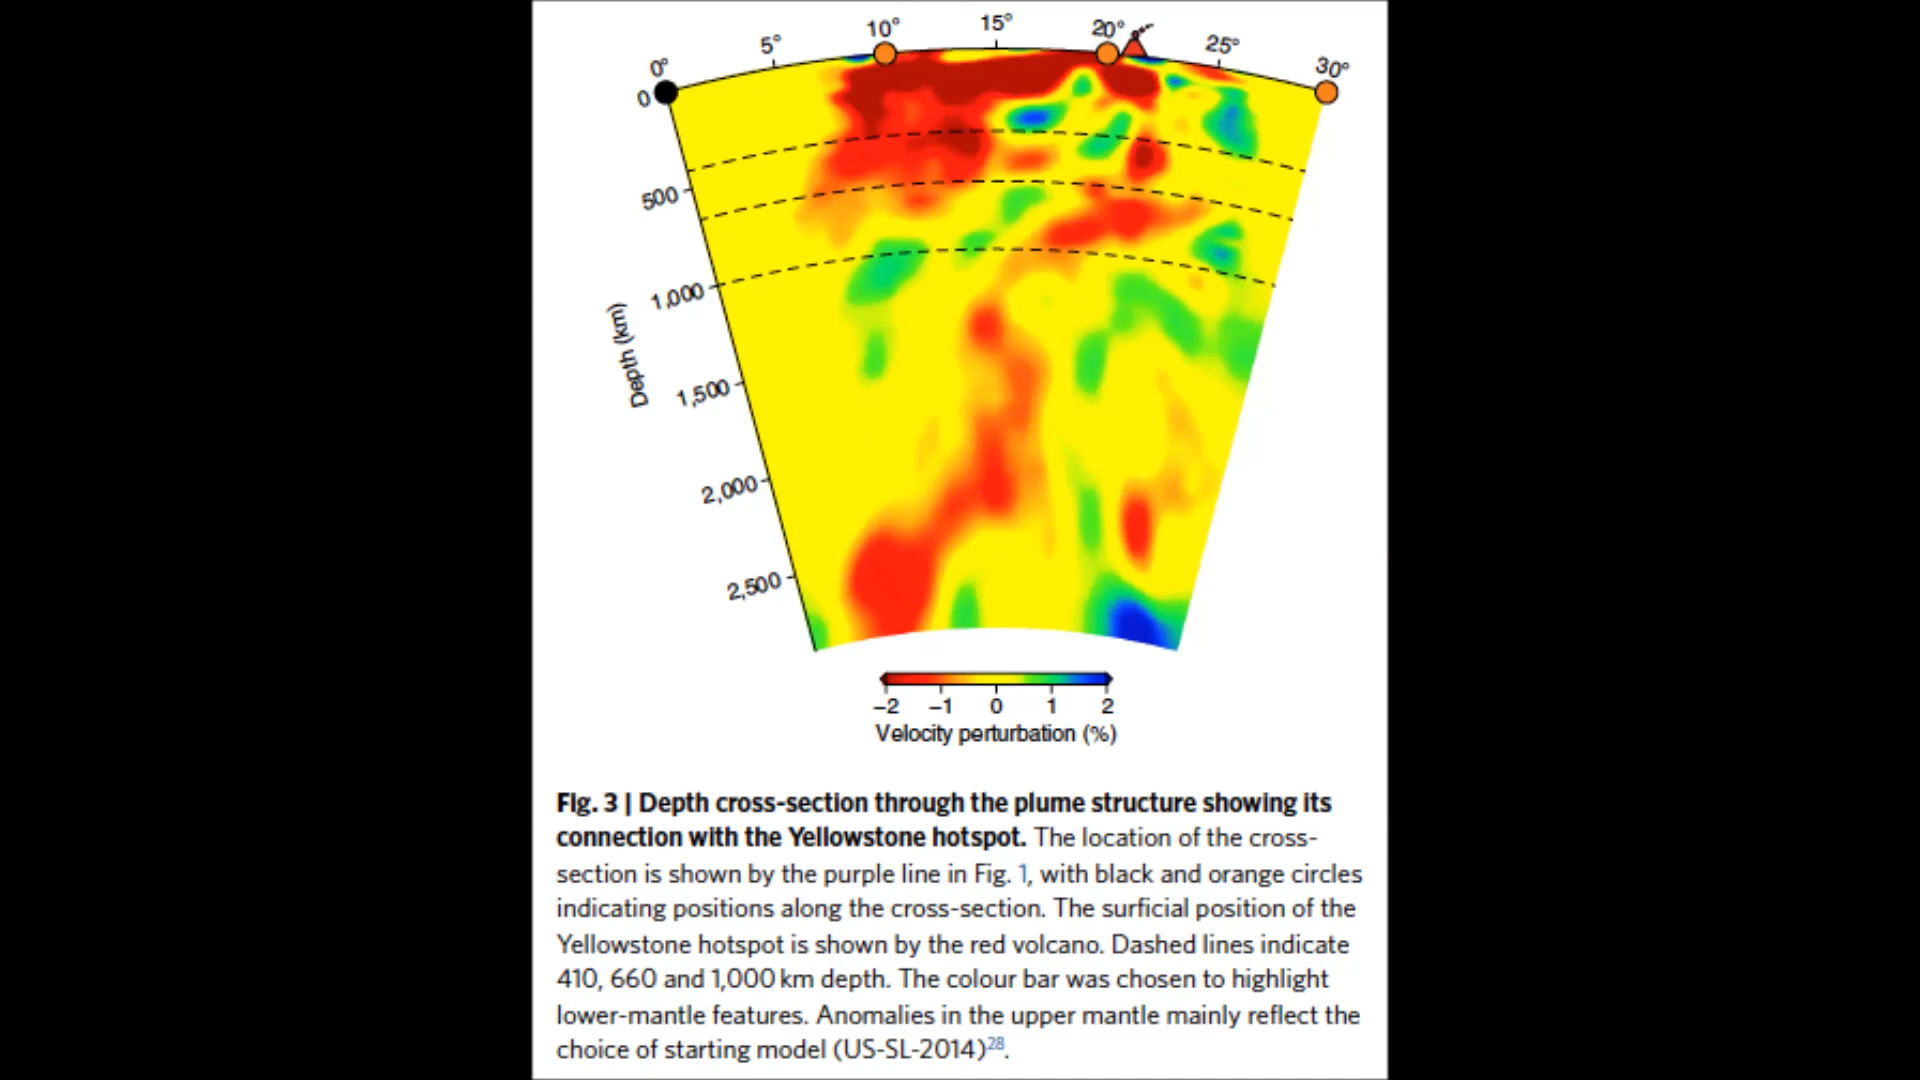 0° 5° 10° 15° 20° 25° 30°
0
500
1,000
1,500
2,000
2,500
Depth (km)
−2 −1 0 1 2
Velocity perturbation (%)
Fig. 3 | Depth cross-section through the plume structure showing its
connection with the Yellowstone hotspot. The location of the cross-
section is shown by the purple line in Fig. 1, with black and orange circles
indicating positions along the cross-section. The surficial position of the
Yellowstone hotspot is shown by the red volcano. Dashed lines indicate
410, 660 and 1,000 km depth. The colour bar was chosen to highlight
lower-mantle features. Anomalies in the upper mantle mainly reflect the
choice of starting model (US-SL-2014)28.